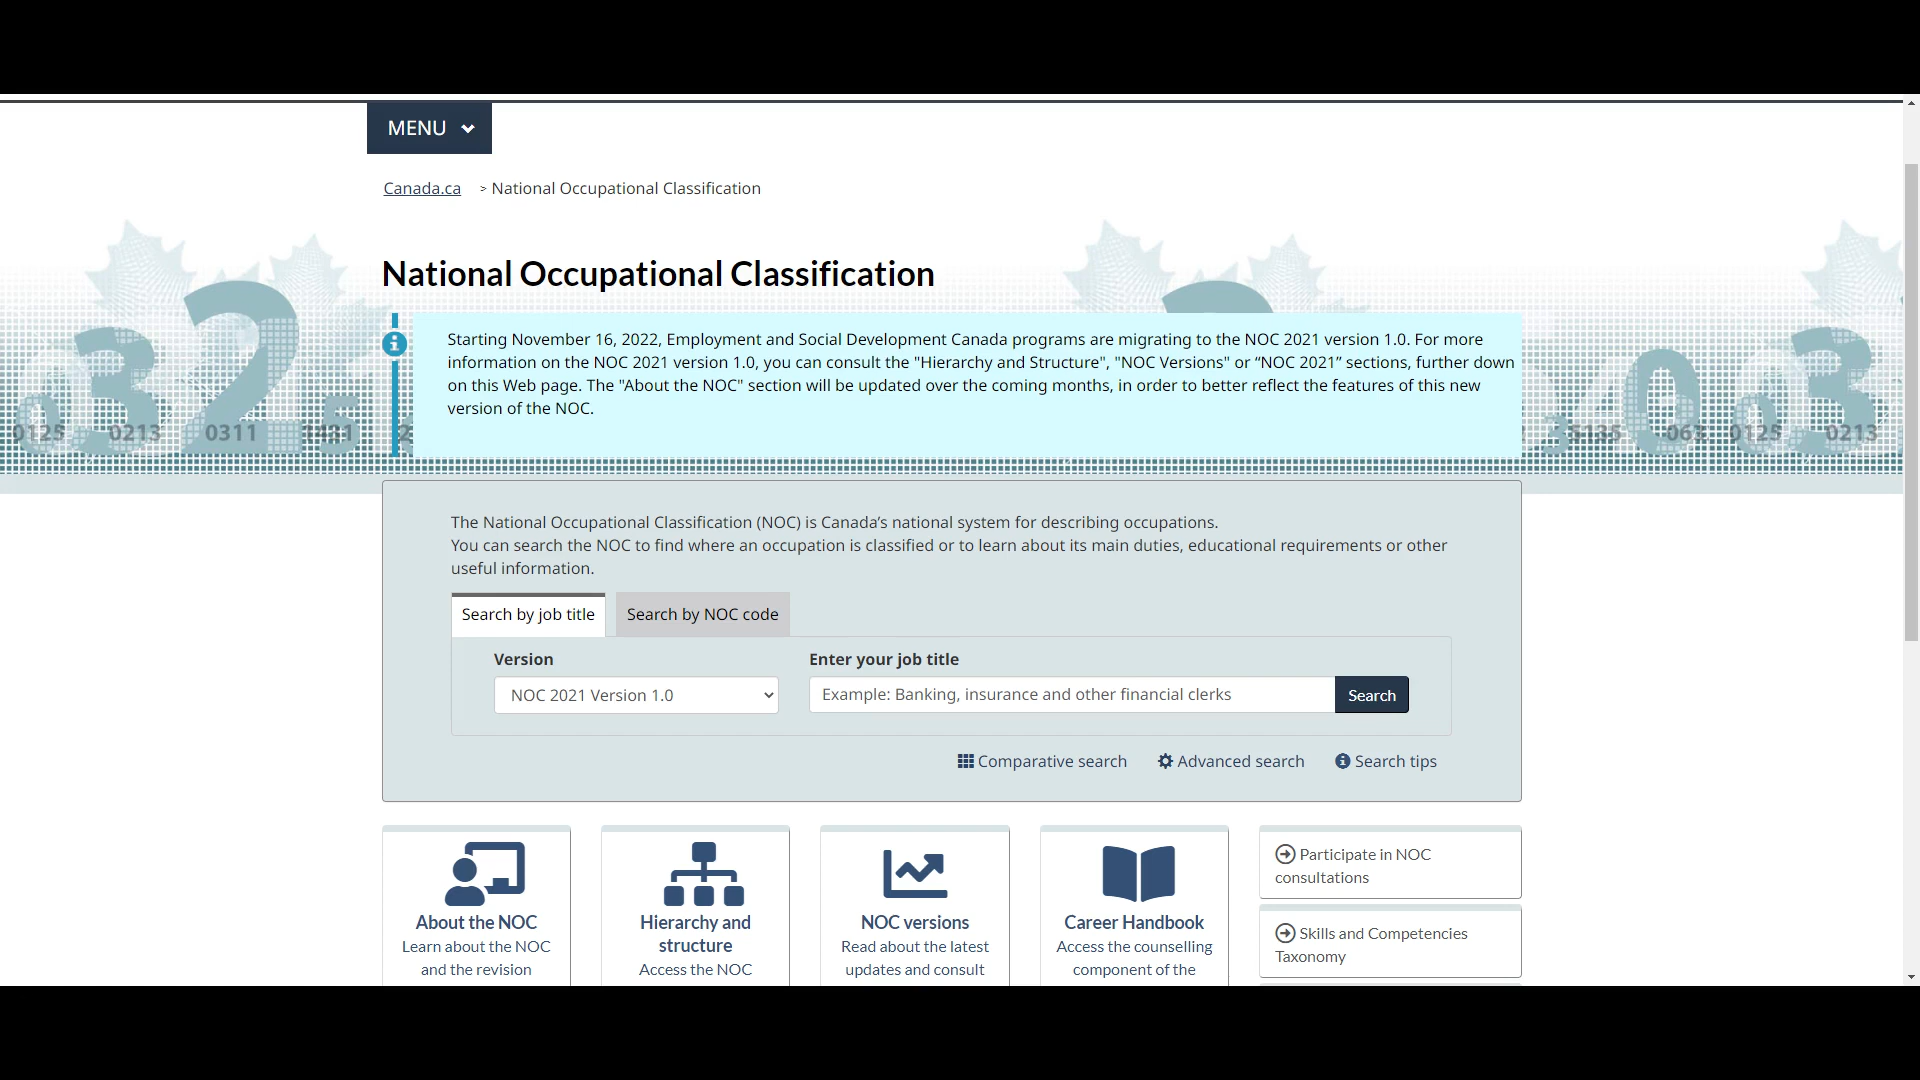 MENU
Canada.ca > National Occupational Classification
National Occupational Classification
Starting November 16, 2022, Employment and Social Development Canada programs are migrating to the NOC 2021 version 1.0. For more
information on the NOC 2021 version 1.0, you can consult the "Hierarchy and Structure", "NOC Versions" or “NOC 2021” sections, further down
on this Web page. The "About the NOC" section will be updated over the coming months, in order to better reflect the features of this new
version of the NOC.
32
5
3
0
3
0125 0213 0311
5135 063 0125 0213
The National Occupational Classification (NOC) is Canada’s national system for describing occupations.
You can search the NOC to find where an occupation is classified or to learn about its main duties, educational requirements or other
useful information.
Search by job title Search by NOC code
Version Enter your job title
NOC 2021 Version 1.0 Example: Banking, insurance and other financial clerks Search
Comparative search Advanced search Search tips
About the NOC
Learn about the NOC
and the revision
Hierarchy and
structure
Access the NOC
NOC versions
Read about the latest
updates and consult
Career Handbook
Access the counselling
component of the
Participate in NOC
consultations
Skills and Competencies
Taxonomy